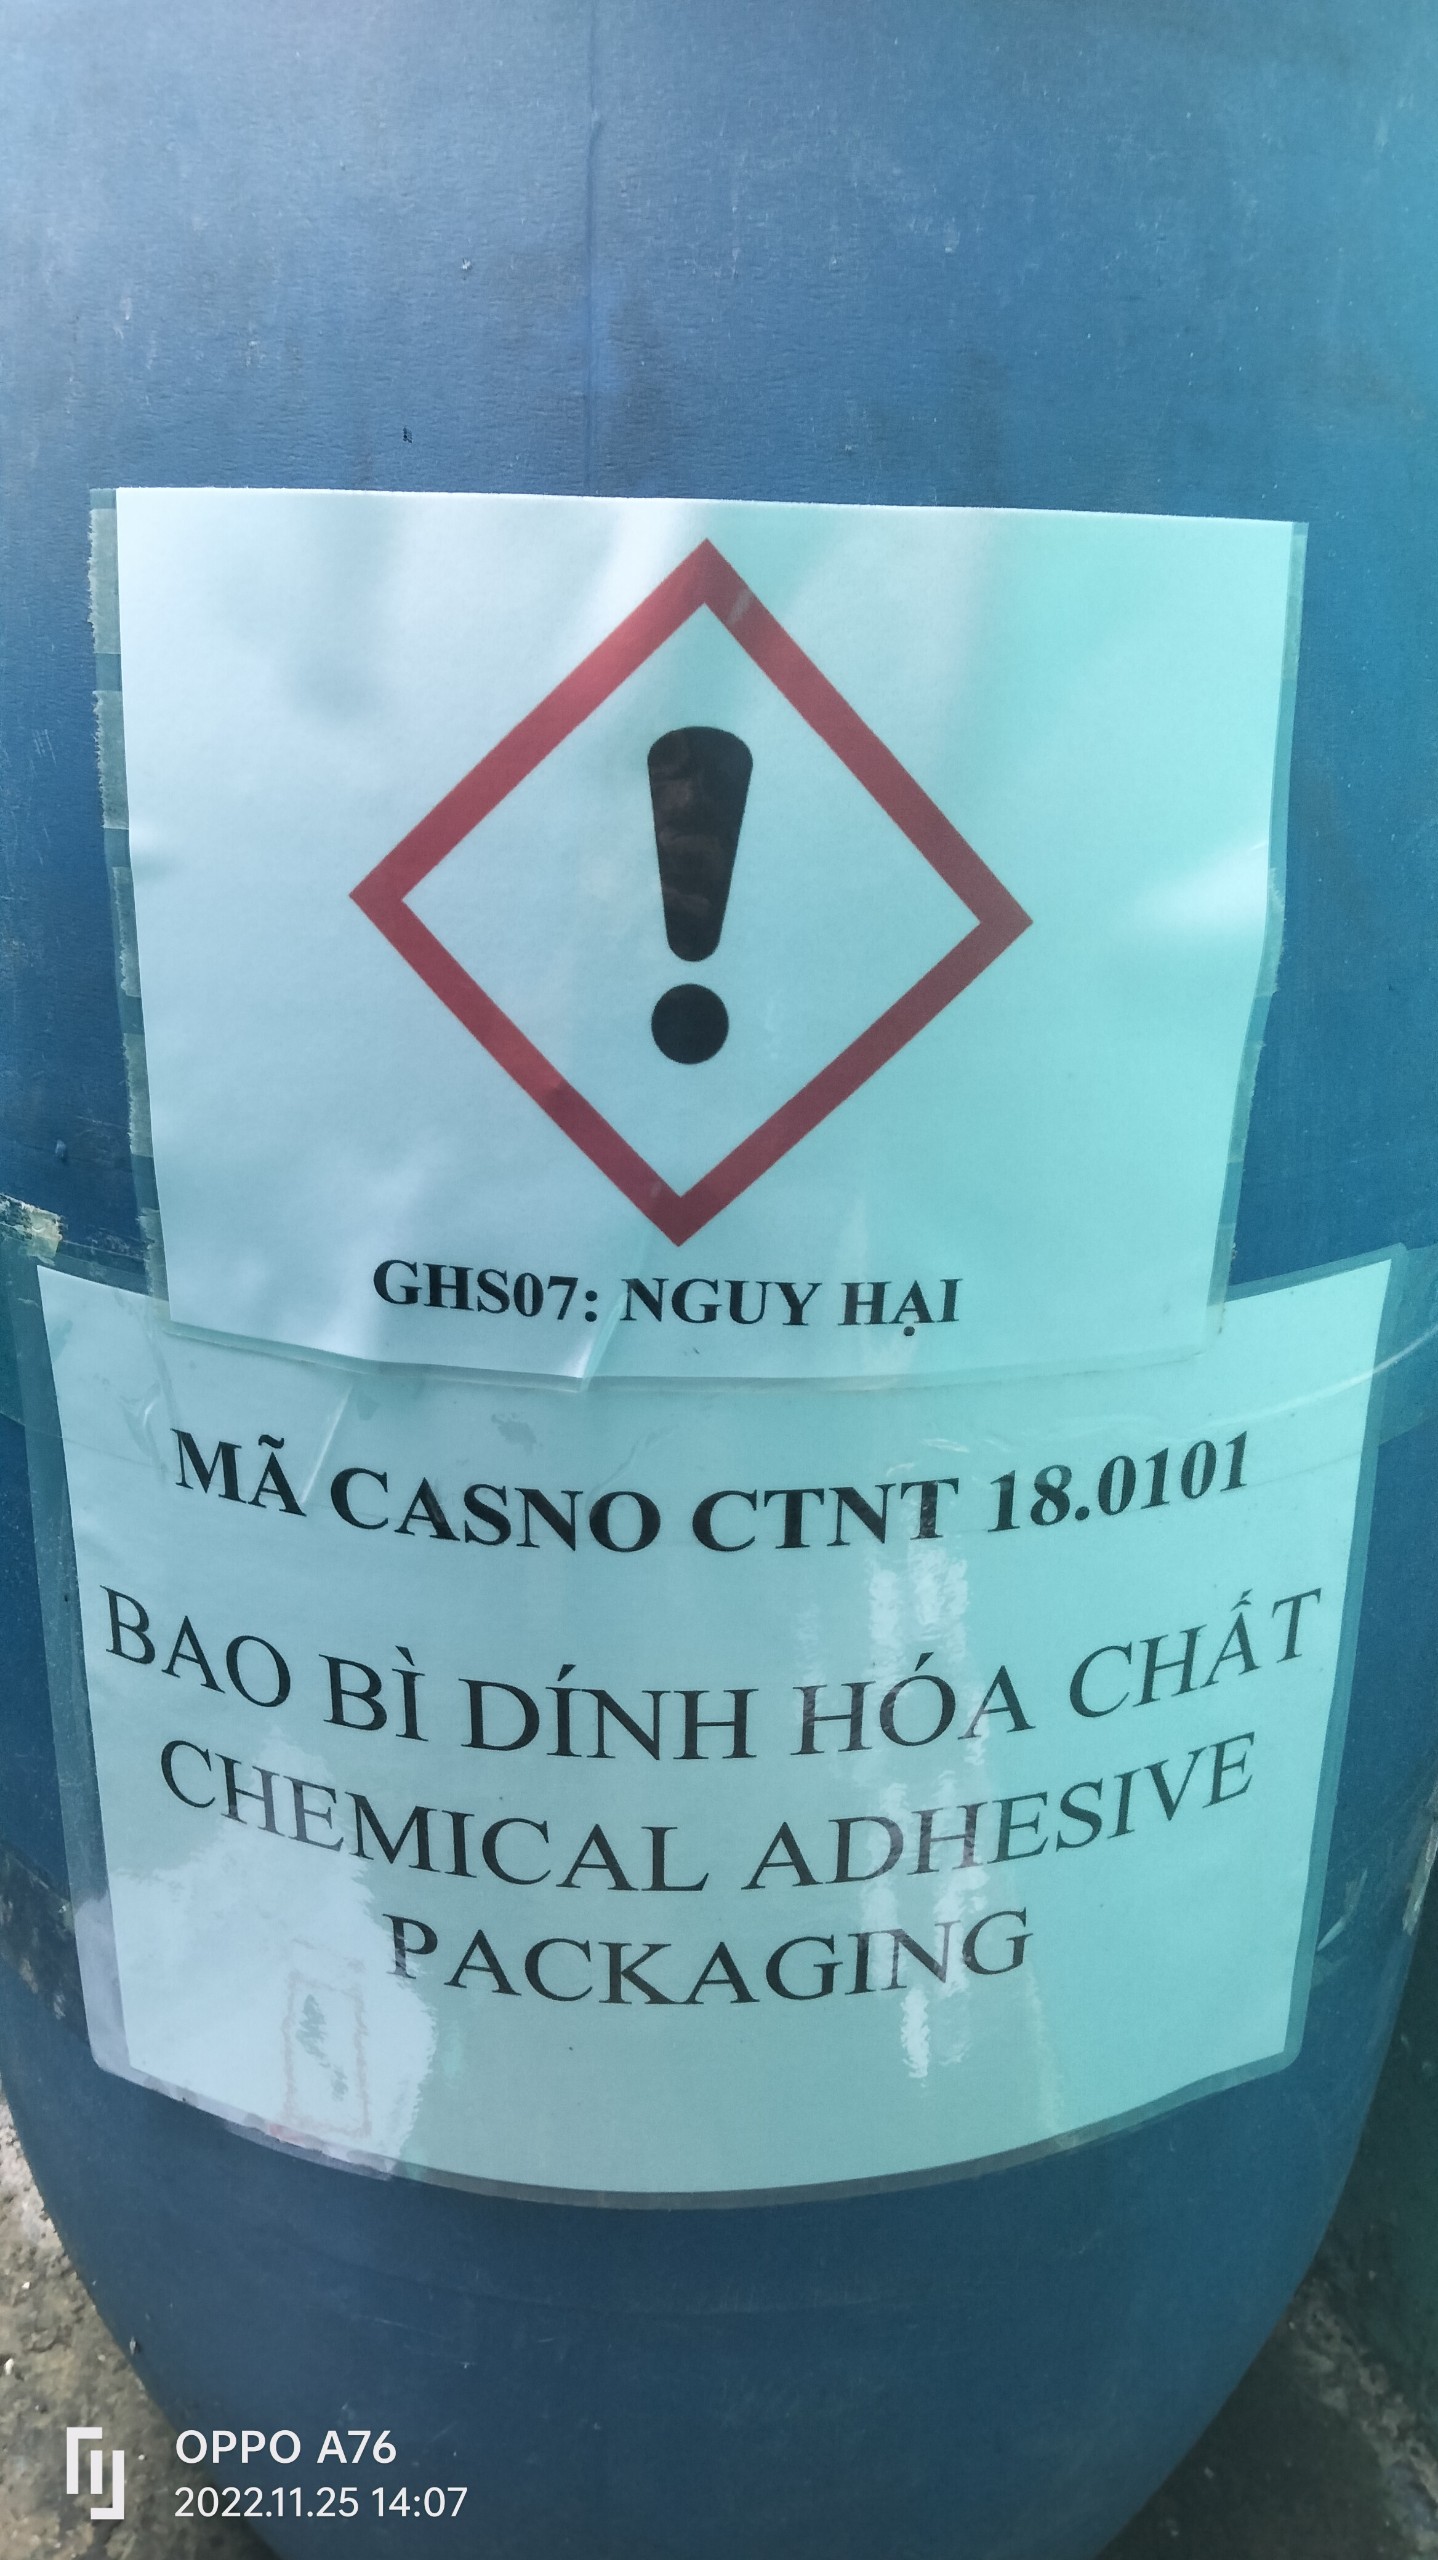 GHS07: NGUY HẠI
MÃ CASNO CTNT 18.0101
BAO BÌ DÍNH HÓA CHẤT
CHEMICAL ADHESIVE
PACKAGING
OPPO A76
2022.11.25 14:07